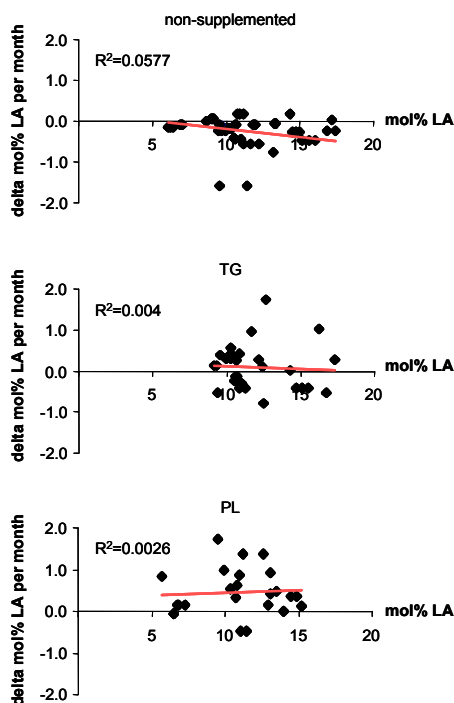 non-supplemented
delta mol% LA per month
2.0
R²=0.0577
1.0
0.0
mol% LA
5
10
15
20
-1.0
-2.0
TG
delta mol% LA per month
2.0
R²=0.004
1.0
mol% LA
0.0
5
10
15
20
-1.0
-2.0
PL
delta mol% LA per month
2.0
R²=0.0026
1.0
0.0
mol% LA
5
10
15
20
-1.0
-2.0